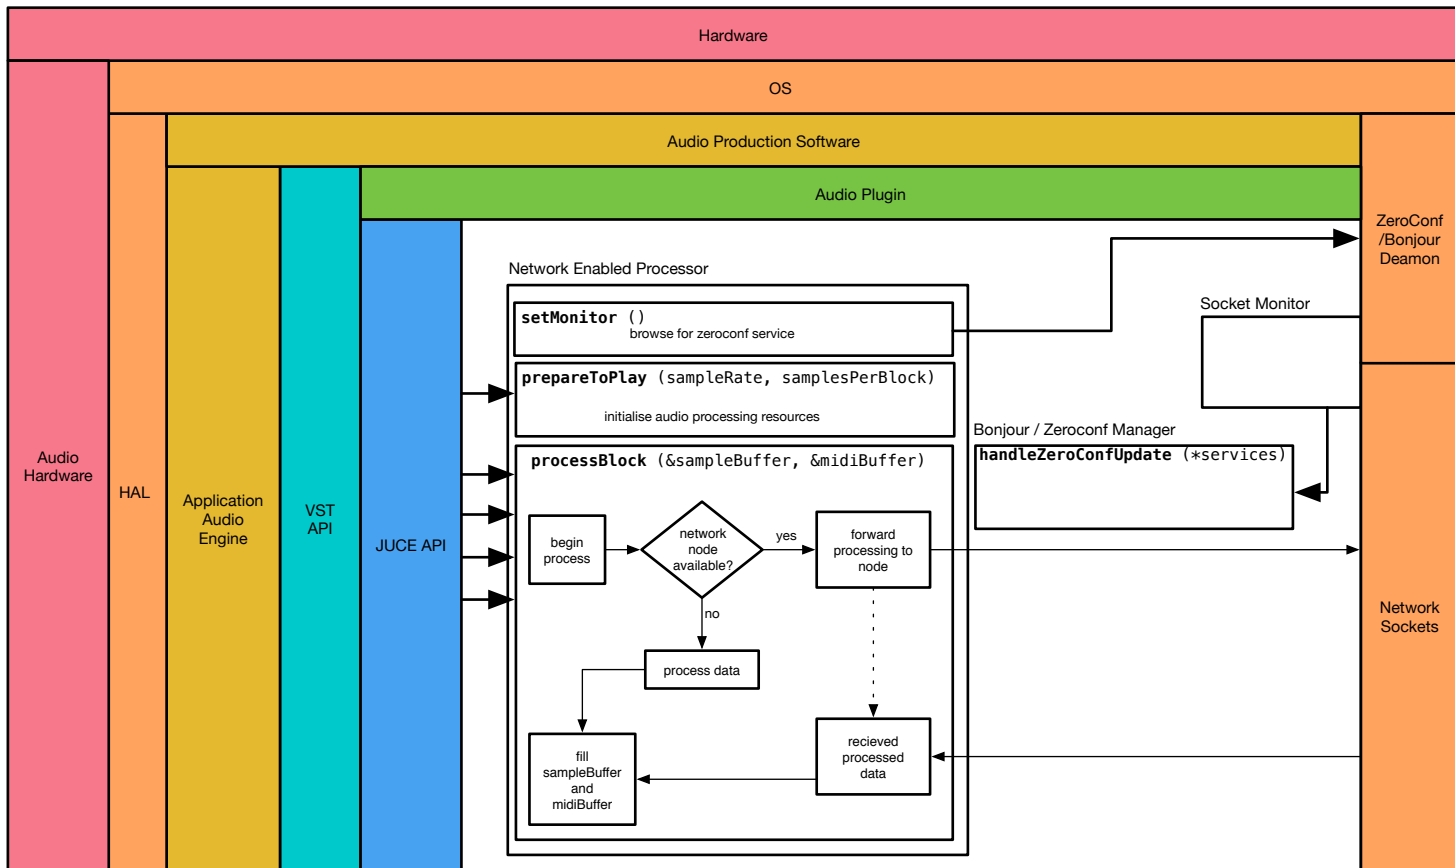 Hardware
OS
Audio Production Software
Audio Plugin
ZeroConf
/Bonjour
Deamon
Network Enabled Processor
Socket Monitor
setMonitor ()
browse for zeroconf service
prepareToPlay (sampleRate, samplesPerBlock)
initialise audio processing resources
Bonjour / Zeroconf Manager
handleZeroConfUpdate (*services)
processBlock (&sampleBuffer, &midiBuffer)
Audio
Hardware
HAL
Application
Audio
Engine
VST
API
JUCE API
begin
process
network
node
available?
yes
forward
processing to
node
no
process data
Network
Sockets
fill
sampleBuffer
and
midiBuffer
recieved
processed
data